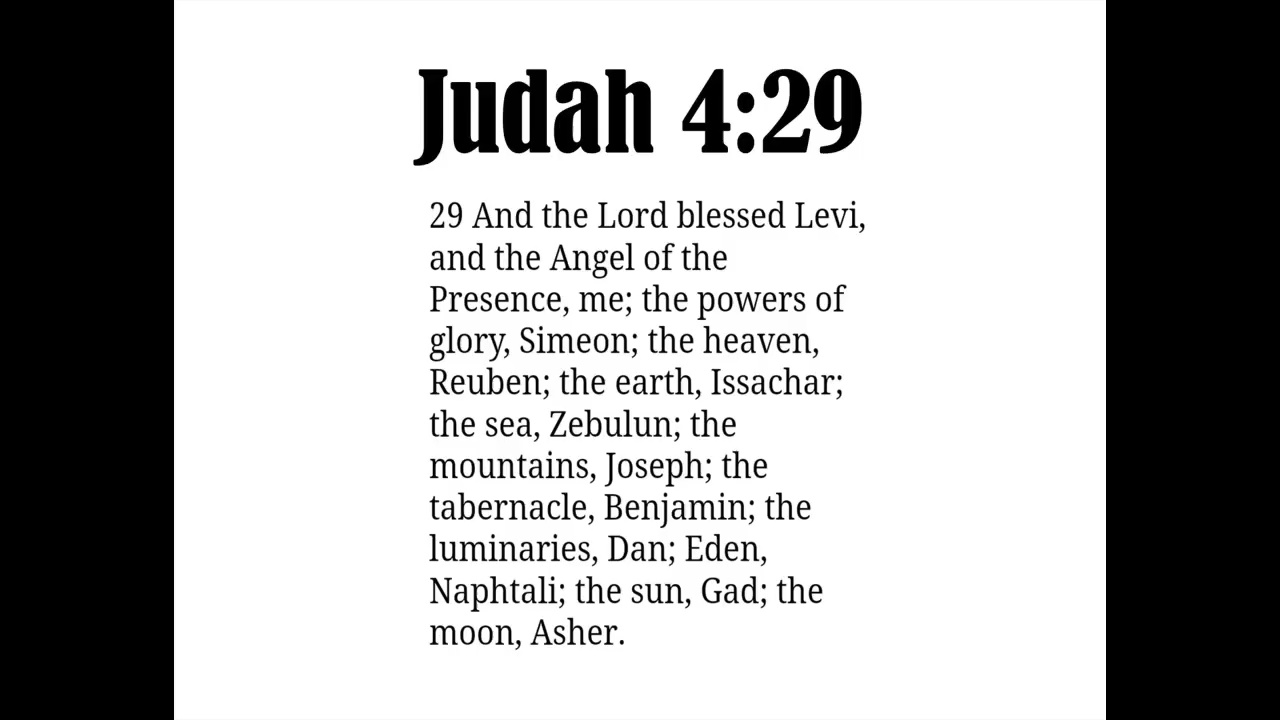 Judah 4:29
29 And the Lord blessed Levi,
and the Angel of the
Presence, me; the powers of
glory, Simeon; the heaven,
Reuben; the earth, Issachar;
the sea, Zebulun; the
mountains, Joseph; the
tabernacle, Benjamin; the
luminaries, Dan; Eden,
Naphtali; the sun, Gad; the
moon, Asher.